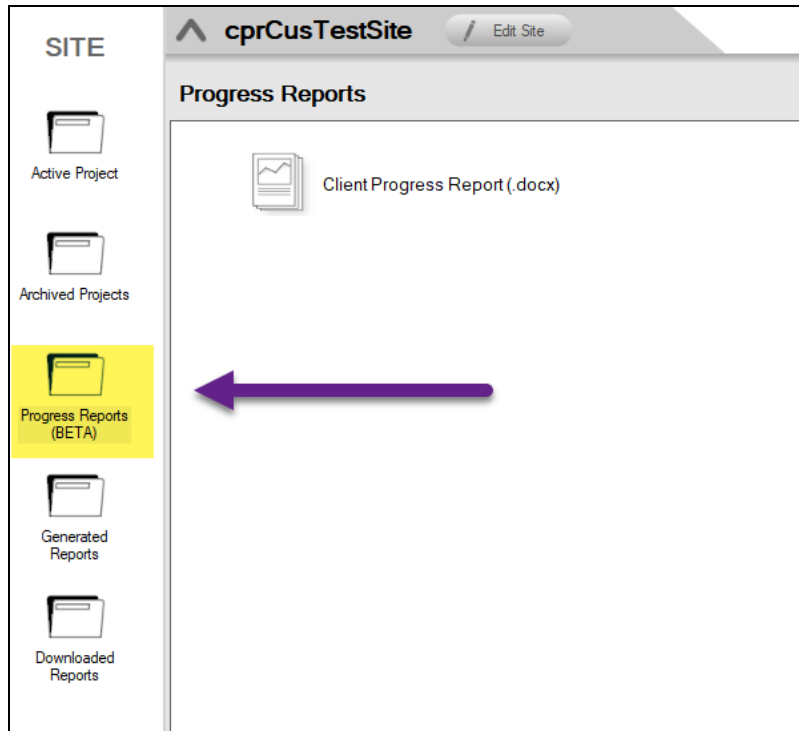 SITE
cprCusTestSite
Edit Site
Progress Reports
Active Project
Archived Projects
Progress Reports
(BETA)
Generated
Reports
Downloaded
Reports
Client Progress Report (.docx)